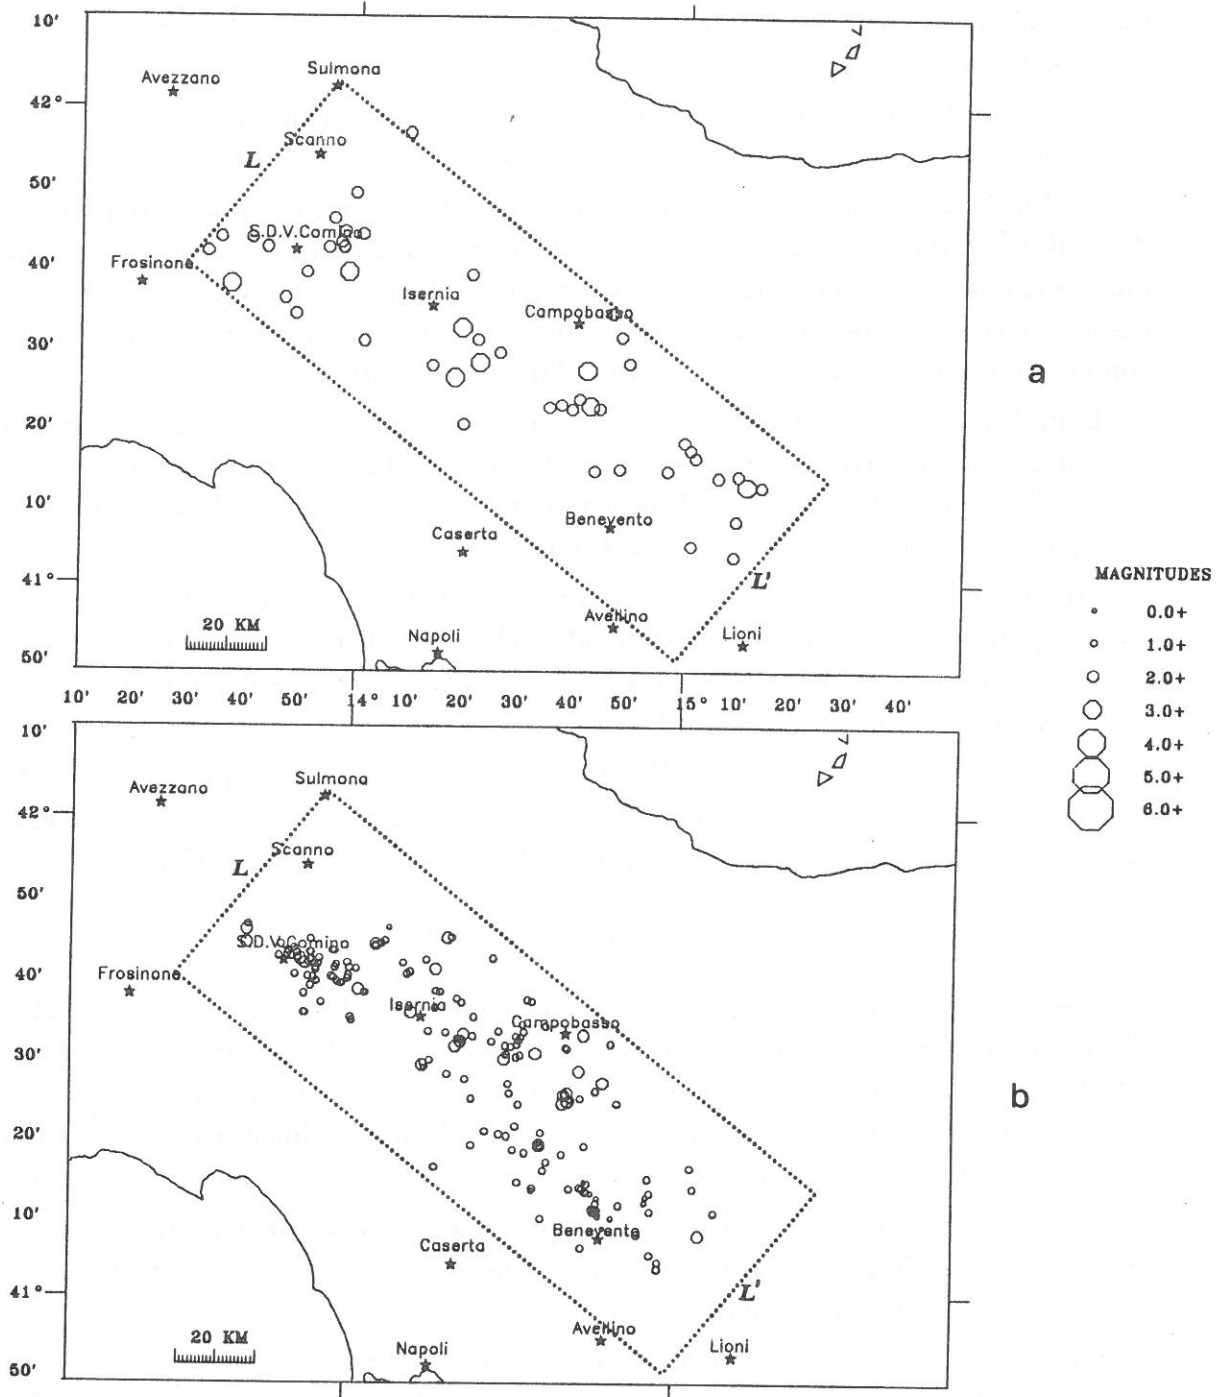 10'
Avezzano
Sulmona
42°
Scanno
L
50'
S.D.V.Comino
40'
Frosinone
Isernia
Campobasso
30'
a
20'
10'
Benevento
Caserta
41°
L'
MAGNITUDES
0.0+
1.0+
2.0+
3.0+
4.0+
5.0+
6.0+
20 KM
Avellino
Napoli
Lioni
50'
10' 20' 30' 40' 50' 14° 10' 20' 30' 40' 50' 15° 10' 20' 30' 40'
10'
Avezzano
Sulmona
42°
Scanno
L
50'
S.D.V.Comino
40'
Frosinone
Isernia
Campobasso
30'
b
20'
10'
Benevento
Caserta
41°
L'
20 KM
Avellino
Napoli
Lioni
50'